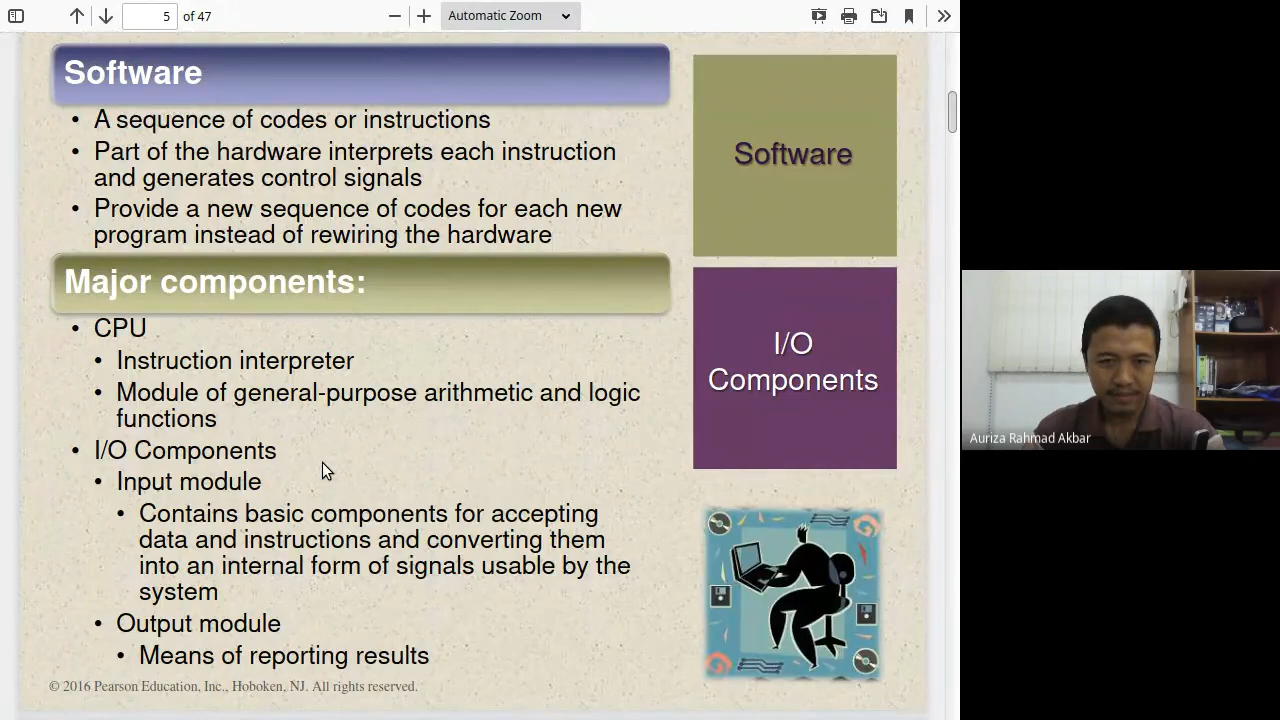 5 of 47
Automatic Zoom
Software
• A sequence of codes or instructions
• Part of the hardware interprets each instruction
and generates control signals
• Provide a new sequence of codes for each new
program instead of rewiring the hardware
Major components:
• CPU
• Instruction interpreter
• Module of general-purpose arithmetic and logic
functions
• I/O Components
• Input module
• Contains basic components for accepting
data and instructions and converting them
into an internal form of signals usable by the
system
• Output module
• Means of reporting results
© 2016 Pearson Education, Inc., Hoboken, NJ. All rights reserved.
Software
I/O
Components
Auriza Rahmad Akbar